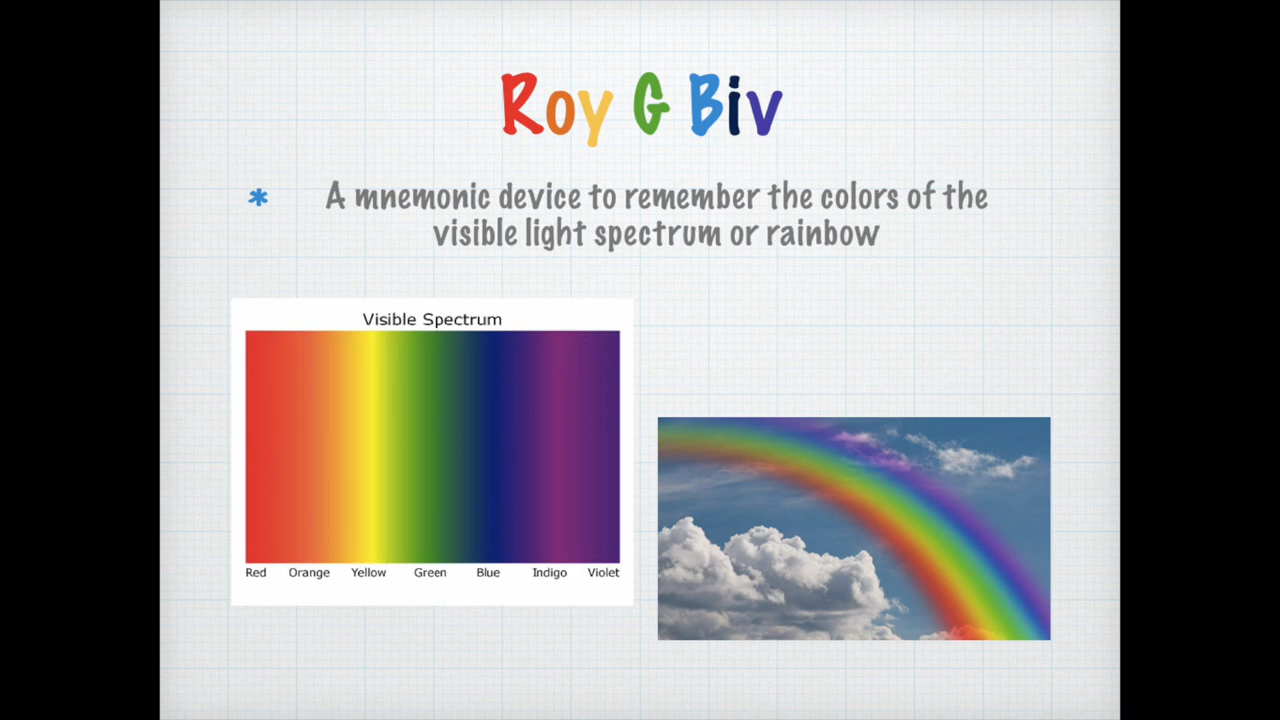 Roy G Biv
* A mnemonic device to remember the colors of the
visible light spectrum or rainbow
Visible Spectrum
Red Orange Yellow Green Blue Indigo Violet